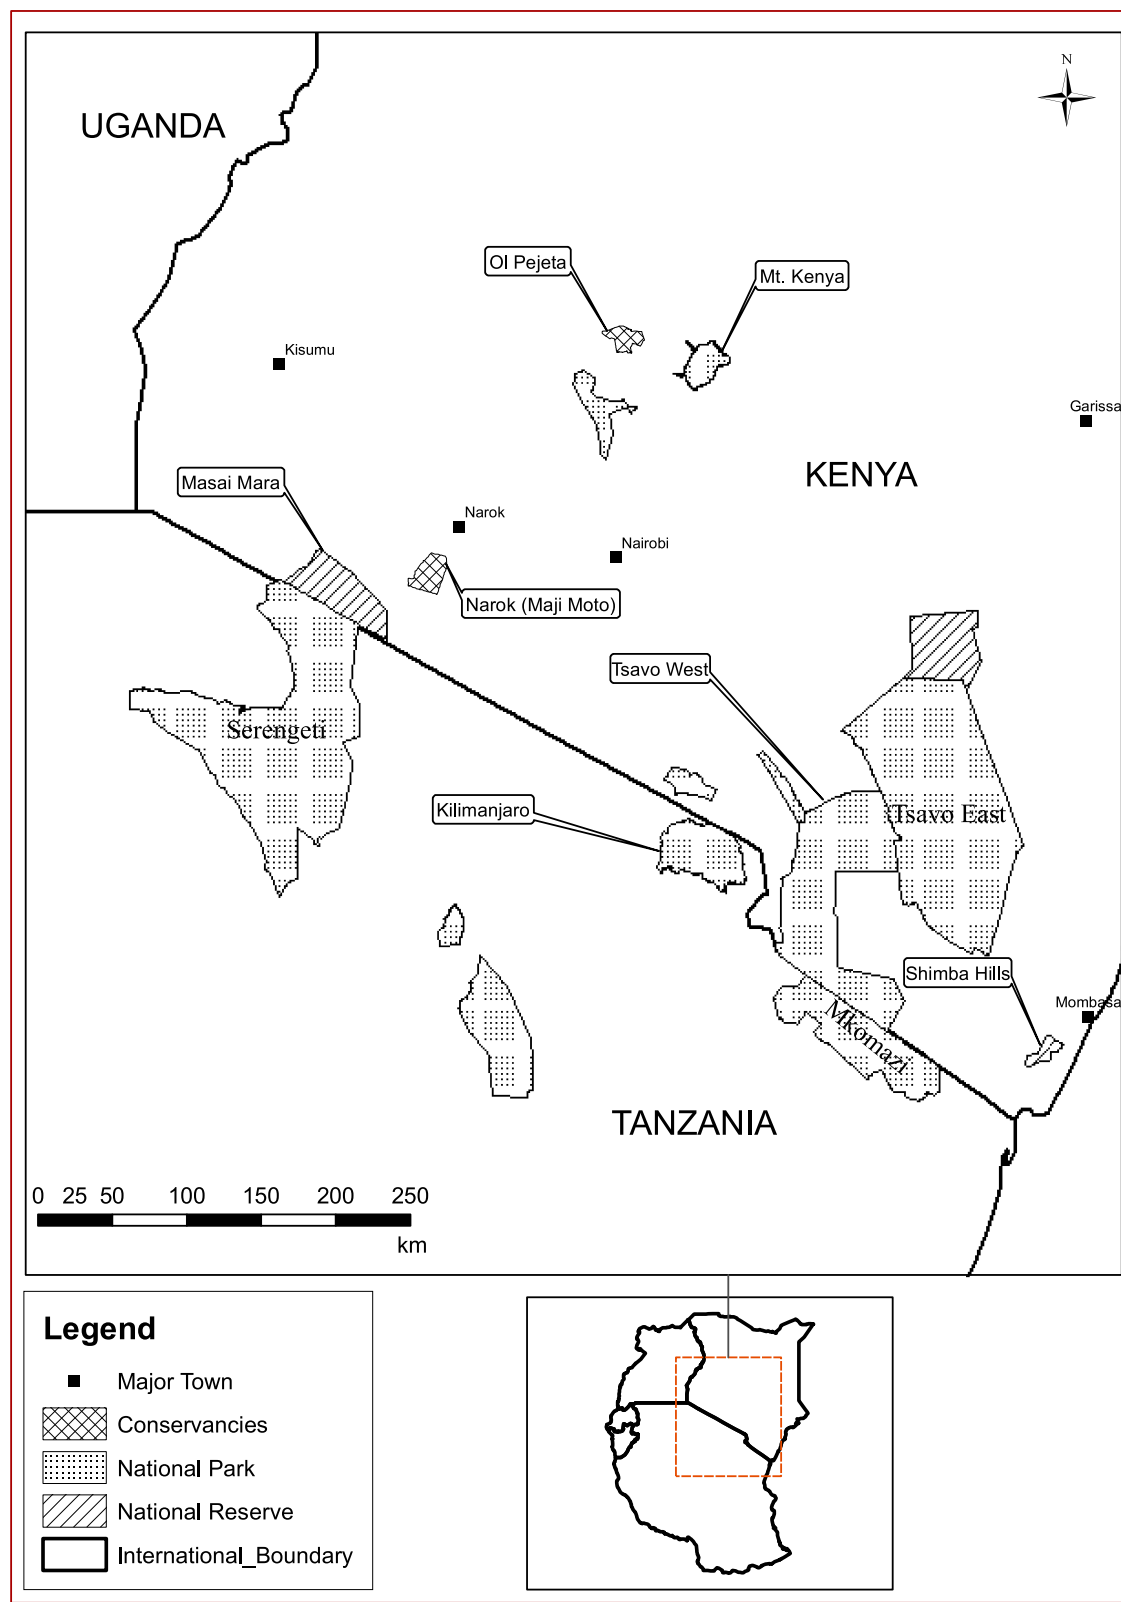 N
UGANDA
Ol Pejeta
Mt. Kenya
Kisumu
Garissa
KENYA
Masai Mara
Narok
Nairobi
Narok (Maji Moto)
Tsavo West
Serengeti
Kilimanjaro
Tsavo East
Shimba Hills
Mombasa
Mkomazi
TANZANIA
0 25 50 100 150 200 250
km
Legend
Major Town
Conservancies
National Park
National Reserve
International_Boundary